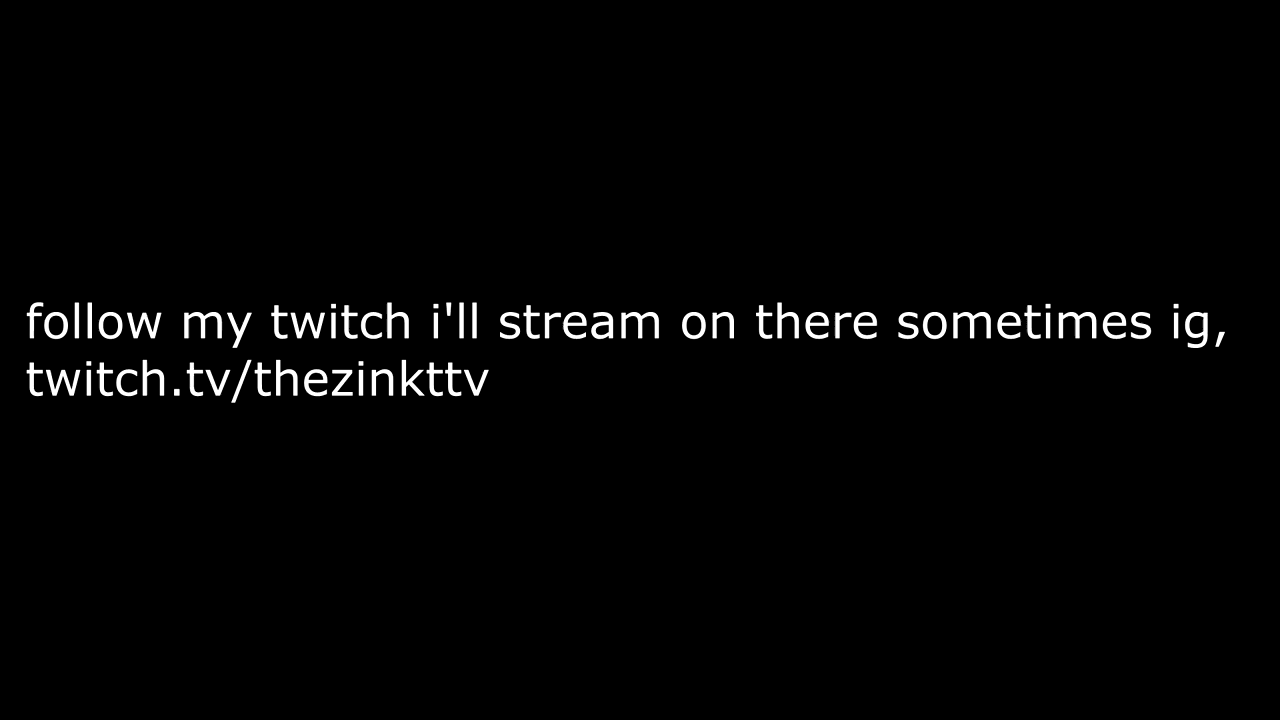 follow my twitch i'll stream on there sometimes ig,
twitch.tv/thezinkttv